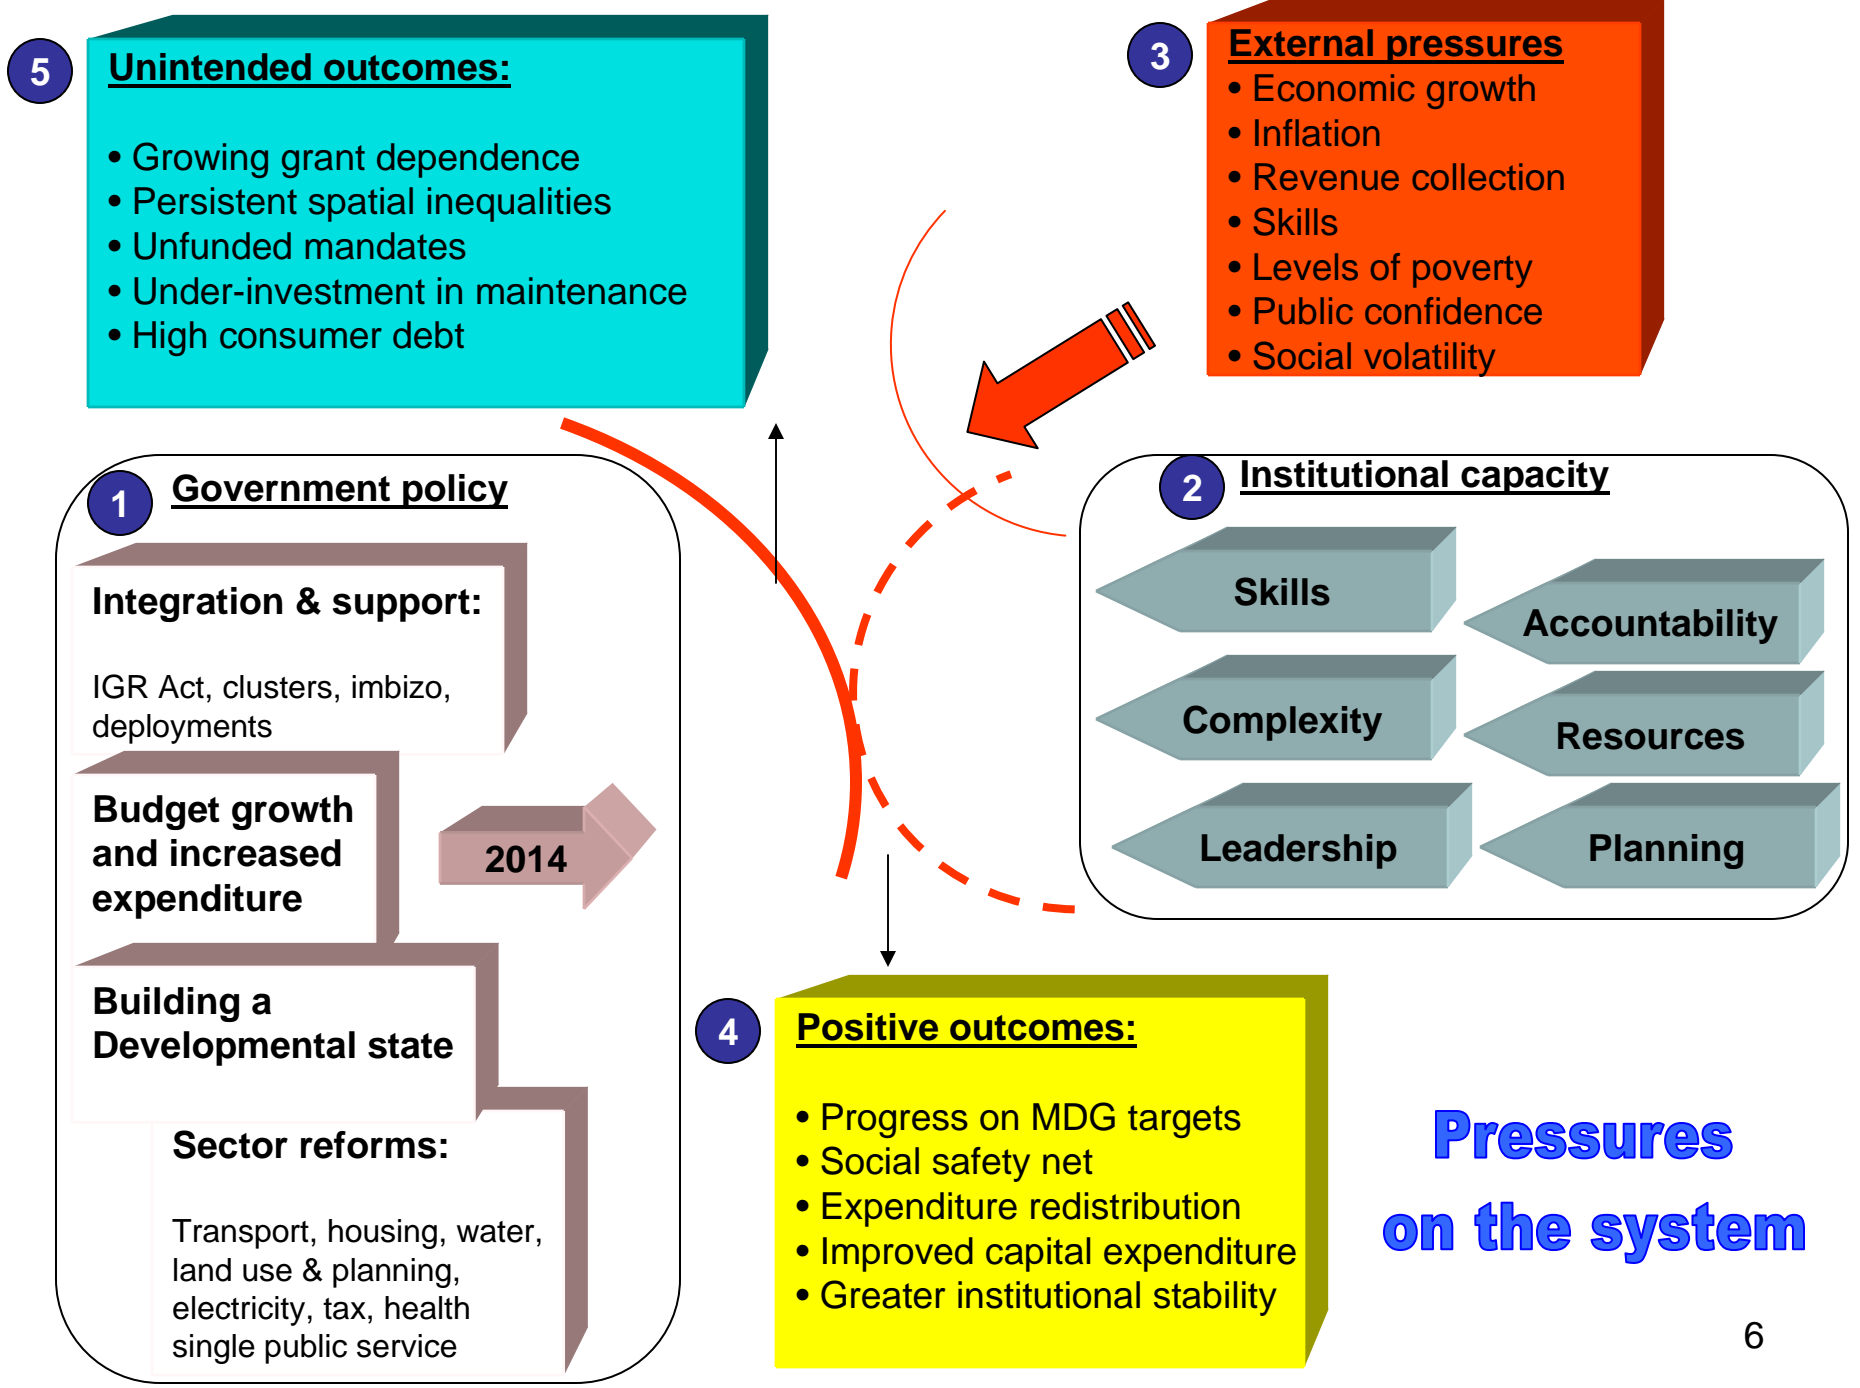 5
Unintended outcomes:
• Growing grant dependence
• Persistent spatial inequalities
• Unfunded mandates
• Under-investment in maintenance
• High consumer debt
3
External pressures
• Economic growth
• Inflation
• Revenue collection
• Skills
• Levels of poverty
• Public confidence
• Social volatility
1
Government policy
Integration & support:
IGR Act, clusters, imbizo,
deployments
Budget growth
and increased
expenditure
2014
Building a
Developmental state
Sector reforms:
Transport, housing, water,
land use & planning,
electricity, tax, health
single public service
2
Institutional capacity
Skills
Accountability
Complexity
Resources
Leadership
Planning
4
Positive outcomes:
• Progress on MDG targets
• Social safety net
• Expenditure redistribution
• Improved capital expenditure
• Greater institutional stability
Pressures
on the system
6